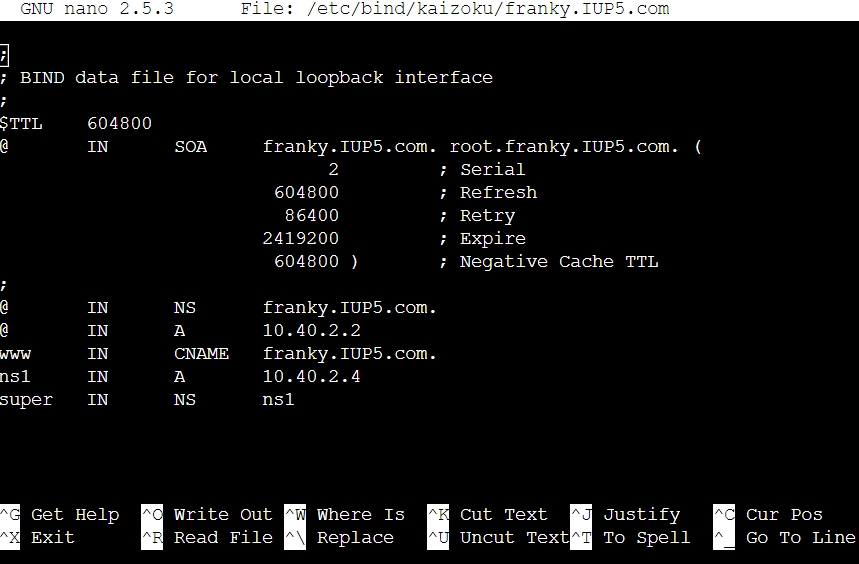 GNU nano 2.5.3 File: /etc/bind/kaizoku/franky.IUP5.com
;
; BIND data file for local loopback interface
;
$TTL 604800
@ IN SOA franky.IUP5.com. root.franky.IUP5.com. (
2 ; Serial
604800 ; Refresh
86400 ; Retry
2419200 ; Expire
604800 ) ; Negative Cache TTL
;
@ IN NS franky.IUP5.com.
@ IN A 10.40.2.2
www IN CNAME franky.IUP5.com.
ns1 IN A 10.40.2.4
super IN NS ns1
^G Get Help ^O Write Out ^W Where Is ^K Cut Text ^J Justify ^C Cur Pos
^X Exit ^R Read File ^\ Replace ^U Uncut Text ^T To Spell ^_ Go To Line